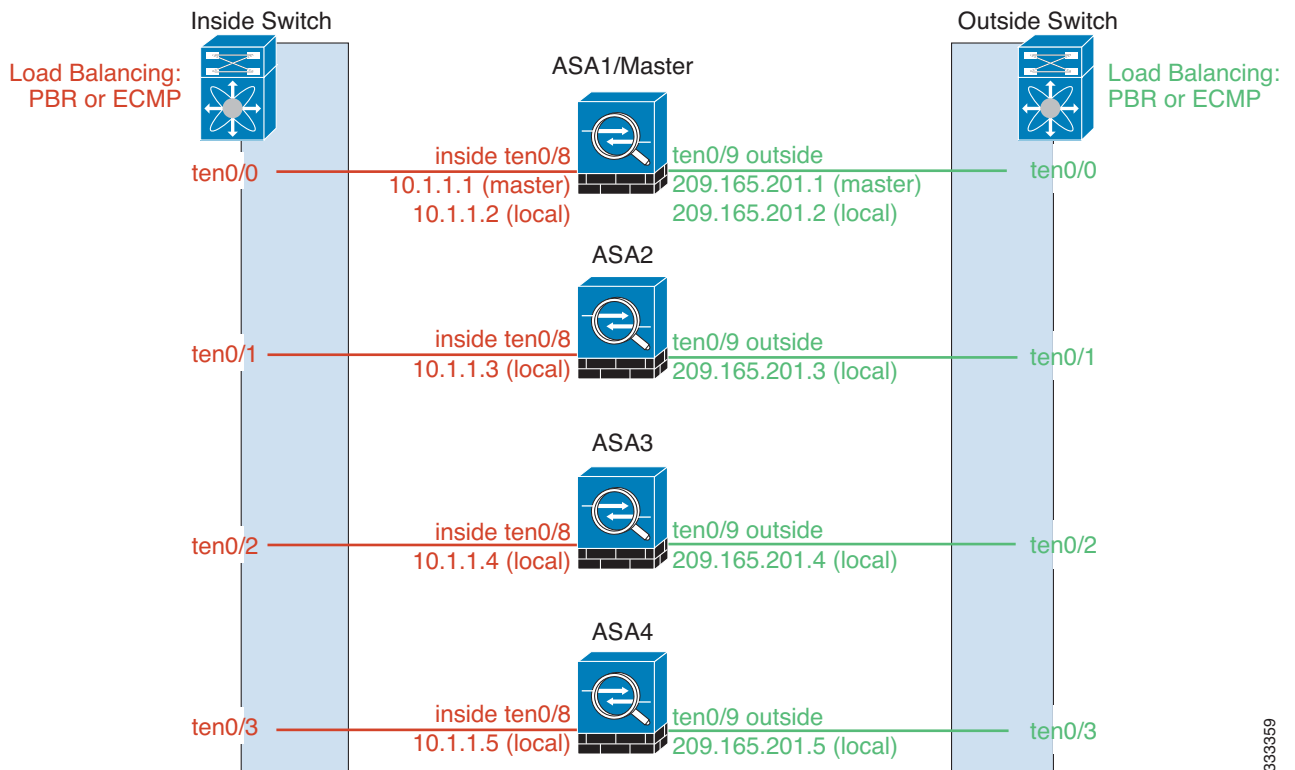 Inside Switch
Outside Switch
Load Balancing:
PBR or ECMP
ASA1/Master
Load Balancing:
PBR or ECMP
ten0/0
inside ten0/8
10.1.1.1 (master)
10.1.1.2 (local)
ten0/9 outside
209.165.201.1 (master)
209.165.201.2 (local)
ten0/0
ASA2
ten0/1
inside ten0/8
10.1.1.3 (local)
ten0/9 outside
209.165.201.3 (local)
ten0/1
ASA3
ten0/2
inside ten0/8
10.1.1.4 (local)
ten0/9 outside
209.165.201.4 (local)
ten0/2
ASA4
ten0/3
inside ten0/8
10.1.1.5 (local)
ten0/9 outside
209.165.201.5 (local)
ten0/3
333359